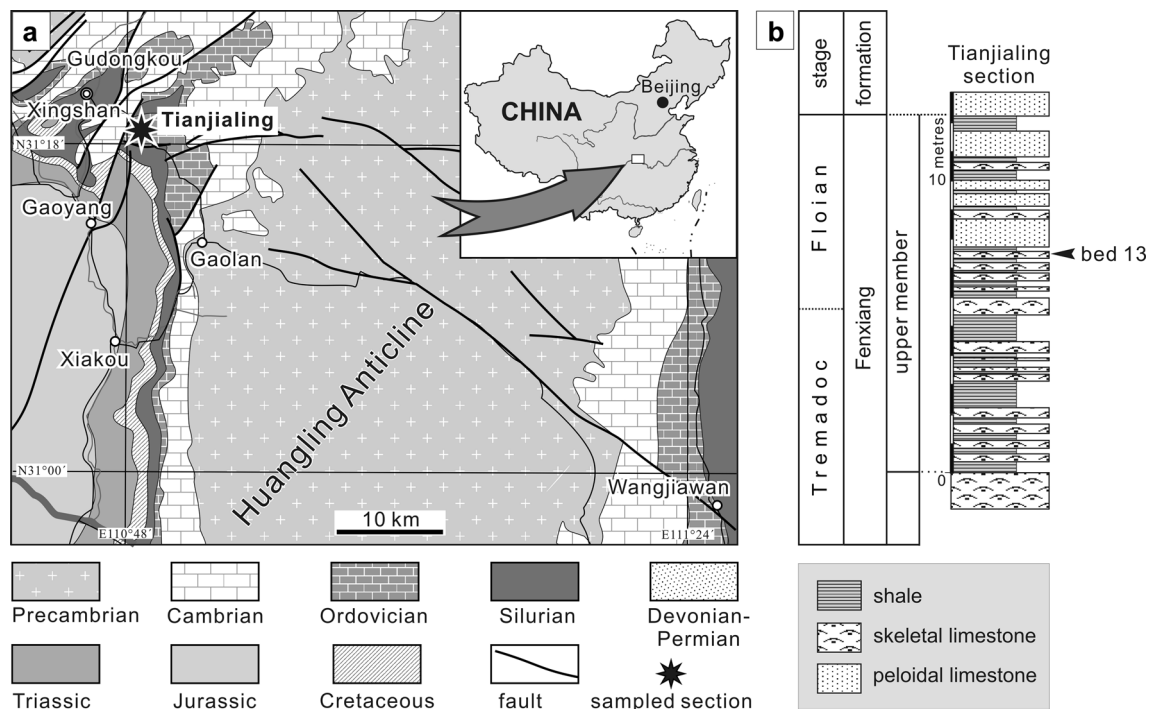 a
Gudongkou
Xingshan
Tianjialing
N31°18´
Gaoyang
Gaolan
Xiakou
Huangling Anticline
N31°00´
Wangjiawan
10 km
E110°48´
E111°24´
CHINA
Beijing
Precambrian
Cambrian
Ordovician
Silurian
Devonian-
Permian
Triassic
Jurassic
Cretaceous
fault
sampled section
b
stage
formation
Tianjialing
section
Floian
Tremadoc
Fenxiang
upper member
metres
10
0
bed 13
shale
skeletal limestone
peloidal limestone